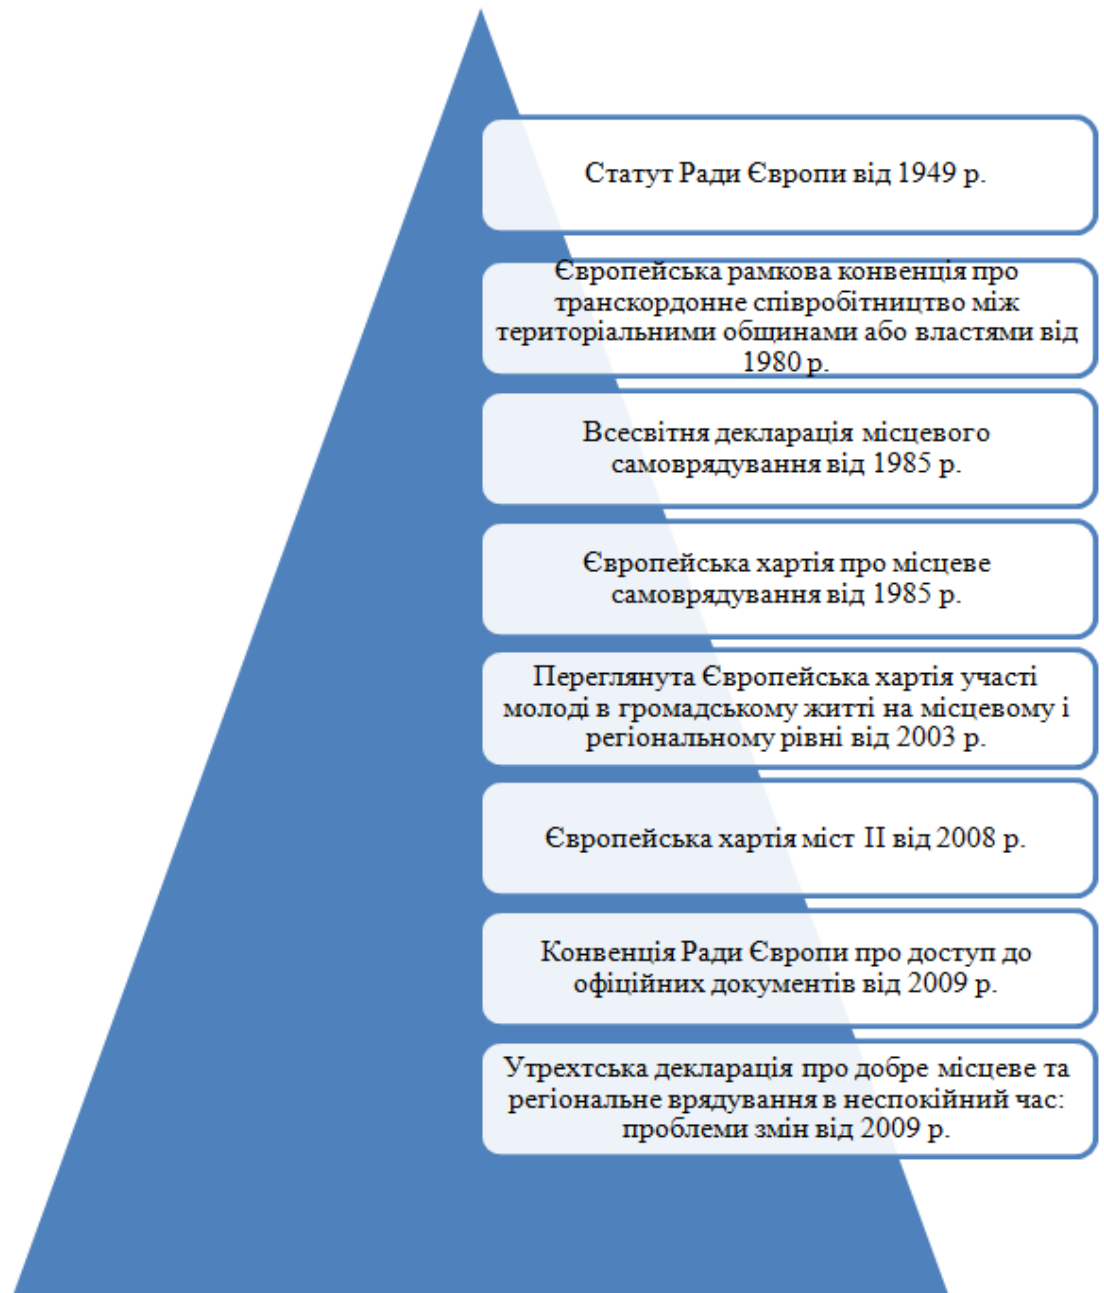 Статут Ради Європи від 1949 р.
Європейська рамкова конвенція про
транскордонне співробітництво між
територіальними общинами або властями від
1980 р.
Всесвітня декларація місцевого
самоврядування від 1985 р.
Європейська хартія про місцеве
самоврядування від 1985 р.
Переглянута Європейська хартія участі
молоді в громадському житті на місцевому і
регіональному рівні від 2003 р.
Європейська хартія міст II від 2008 р.
Конвенція Ради Європи про доступ до
офіційних документів від 2009 р.
Утрехтська декларація про добре місцеве та
регіональне врядування в неспокійний час:
проблеми змін від 2009 р.